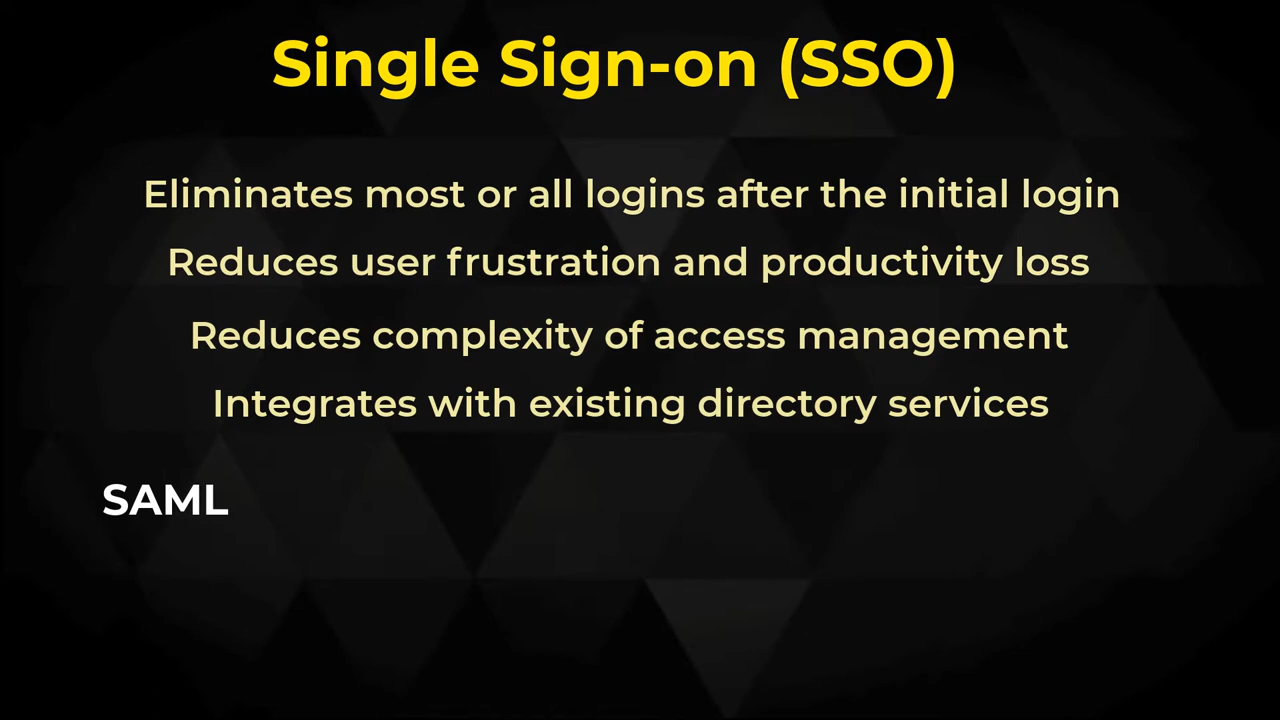 Single Sign-on (SSO)
Eliminates most or all logins after the initial login
Reduces user frustration and productivity loss
Reduces complexity of access management
Integrates with existing directory services
SAML